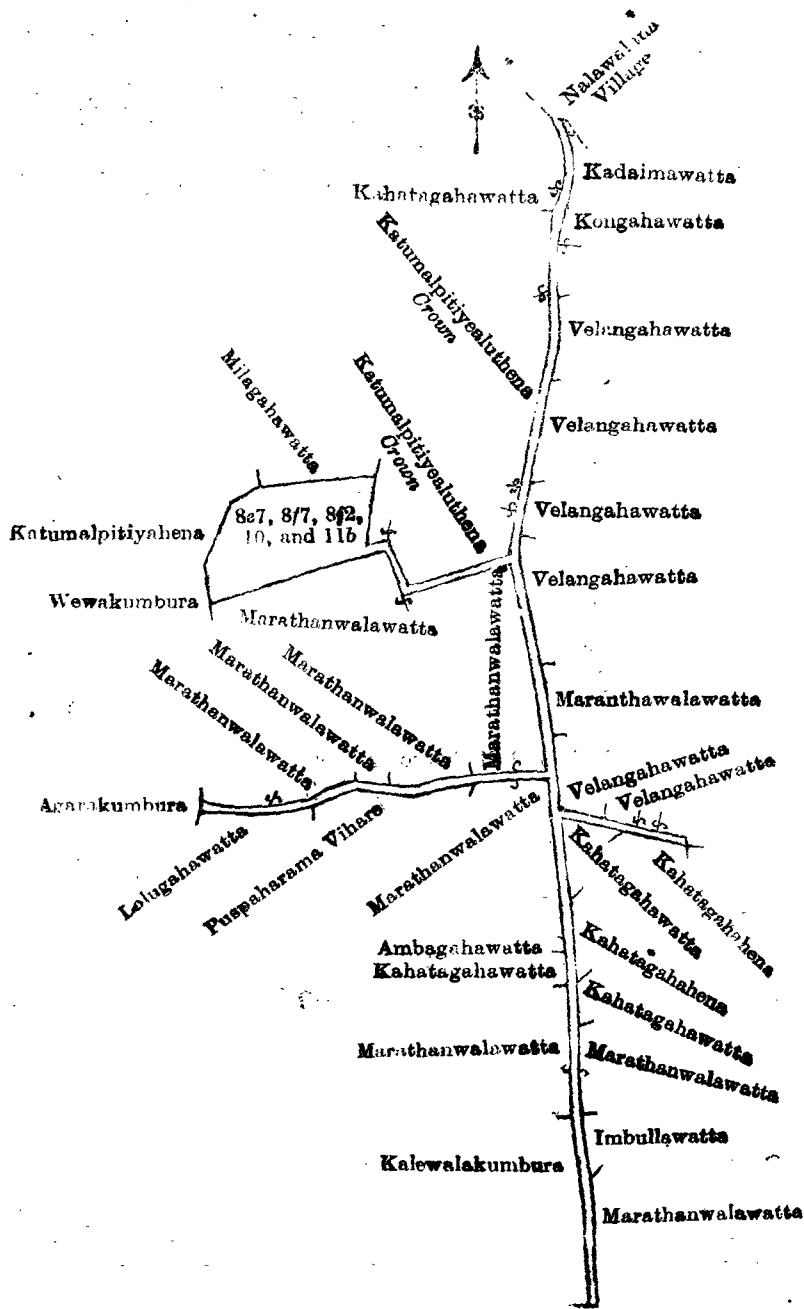 Village
Kadaimawatta
Kahatagahawatta
Kongahawatta
Katumalpitiyealuthena
Crown
Velangahawatta
Milagahawatta
Katumalpitiyealuthena
Crown
Velangahawatta
Velangahawatta
8e7, 8f7, 8f2,
10, and 11b
Katumalpitiyahena
Velangahawatta
Wewakumbura
Marathanwalawatta
Marathanwalawatta
Marathanwalawatta
Marathanwalawatta
Marathanwalawatta
Maranthawalawatta
Velangahawatta
Velangahawatta
Agarakumbura
Lolugahawatta
Puspaharama Vihare
Marathanwalawatta
Kahatagahawatta
Kahatagahahena
Ambagahawatta
Kahatagahawatta
Kahatagahahena
Kahatagahawatta
Marathanwalawatta
Marathanwalawatta
Imbullawatta
Kalewalakumbura
Marathanwalawatta